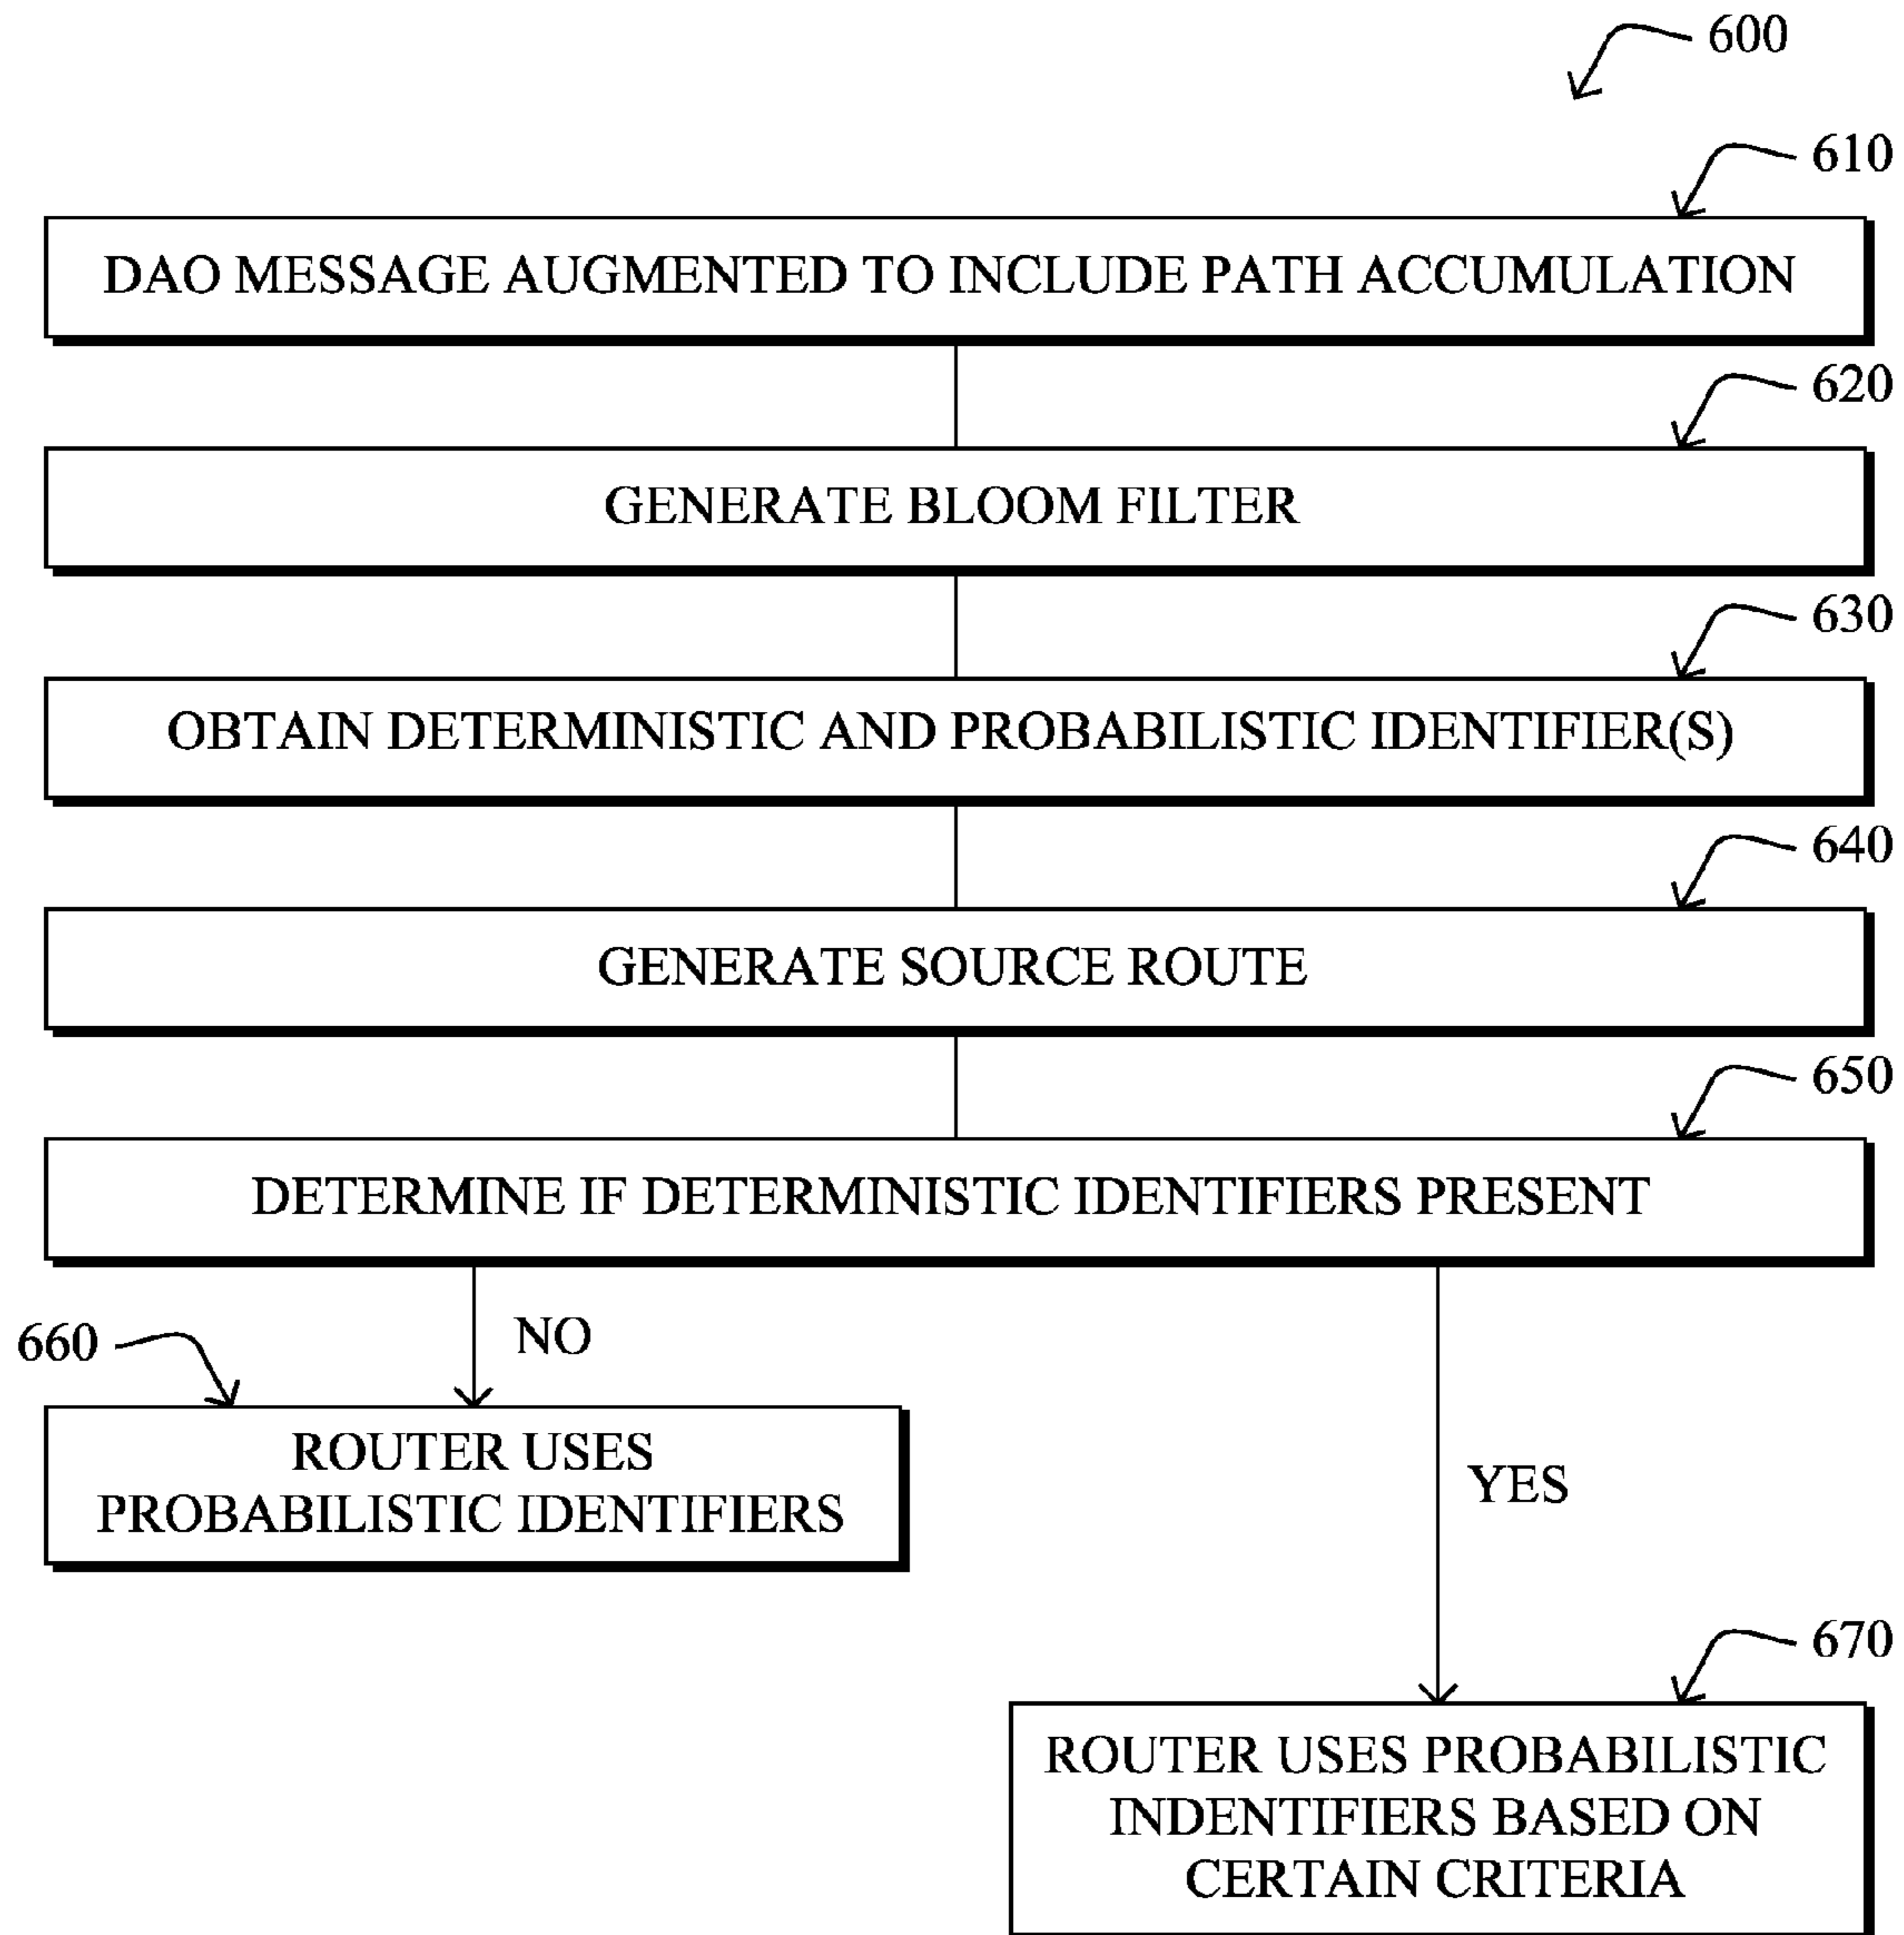 600
610
DAO MESSAGE AUGMENTED TO INCLUDE PATH ACCUMULATION
620
GENERATE BLOOM FILTER
630
OBTAIN DETERMINISTIC AND PROBABILISTIC IDENTIFIER(S)
640
GENERATE SOURCE ROUTE
650
DETERMINE IF DETERMINISTIC IDENTIFIERS PRESENT
660
NO
ROUTER USES
PROBABILISTIC IDENTIFIERS
YES
670
ROUTER USES PROBABILISTIC
INDENTIFIERS BASED ON
CERTAIN CRITERIA